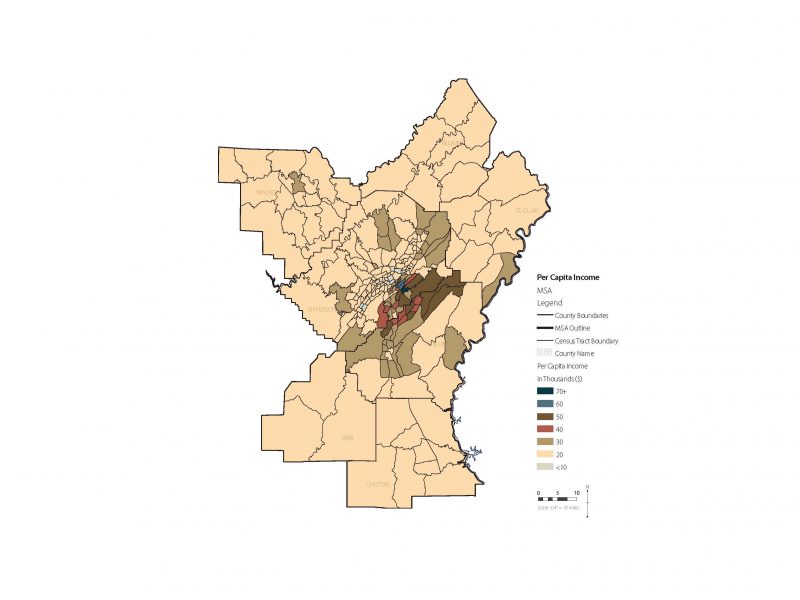 BLOUNT
WALKER
ST. CLAIR
JEFFERSON
BIBB
CHILTON
Per Capita Income
MSA
Legend
County Boundaries
MSA Outline
Census Tract Boundary
BIBB County Name
Per Capita Income
in Thousands ($)
70+
60
50
40
30
20
<10
N
0 5 10
Scale: 3/4" = 10 miles